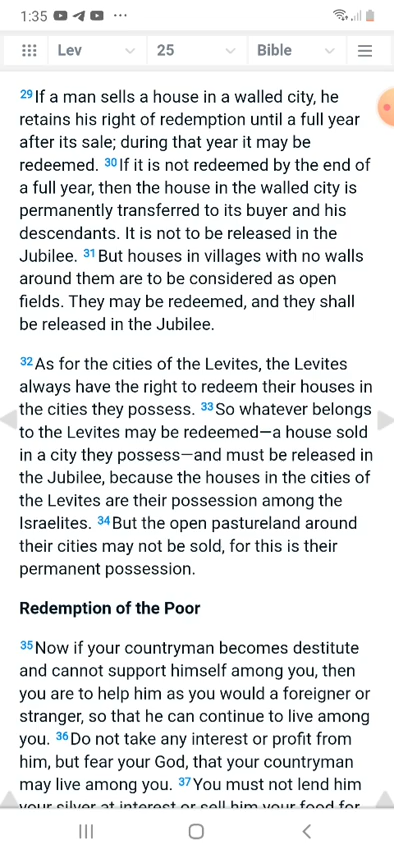 1:35
Lev 25 Bible
29 If a man sells a house in a walled city, he
retains his right of redemption until a full year
after its sale; during that year it may be
redeemed. 30 If it is not redeemed by the end of
a full year, then the house in the walled city is
permanently transferred to its buyer and his
descendants. It is not to be released in the
Jubilee. 31 But houses in villages with no walls
around them are to be considered as open
fields. They may be redeemed, and they shall
be released in the Jubilee.
32 As for the cities of the Levites, the Levites
always have the right to redeem their houses in
the cities they possess. 33 So whatever belongs
to the Levites may be redeemed—a house sold
in a city they possess—and must be released in
the Jubilee, because the houses in the cities of
the Levites are their possession among the
Israelites. 34 But the open pastureland around
their cities may not be sold, for this is their
permanent possession.
Redemption of the Poor
35 Now if your countryman becomes destitute
and cannot support himself among you, then
you are to help him as you would a foreigner or
stranger, so that he can continue to live among
you. 36 Do not take any interest or profit from
him, but fear your God, that your countryman
may live among you. 37 You must not lend him
your silver at interest or sell him your food for